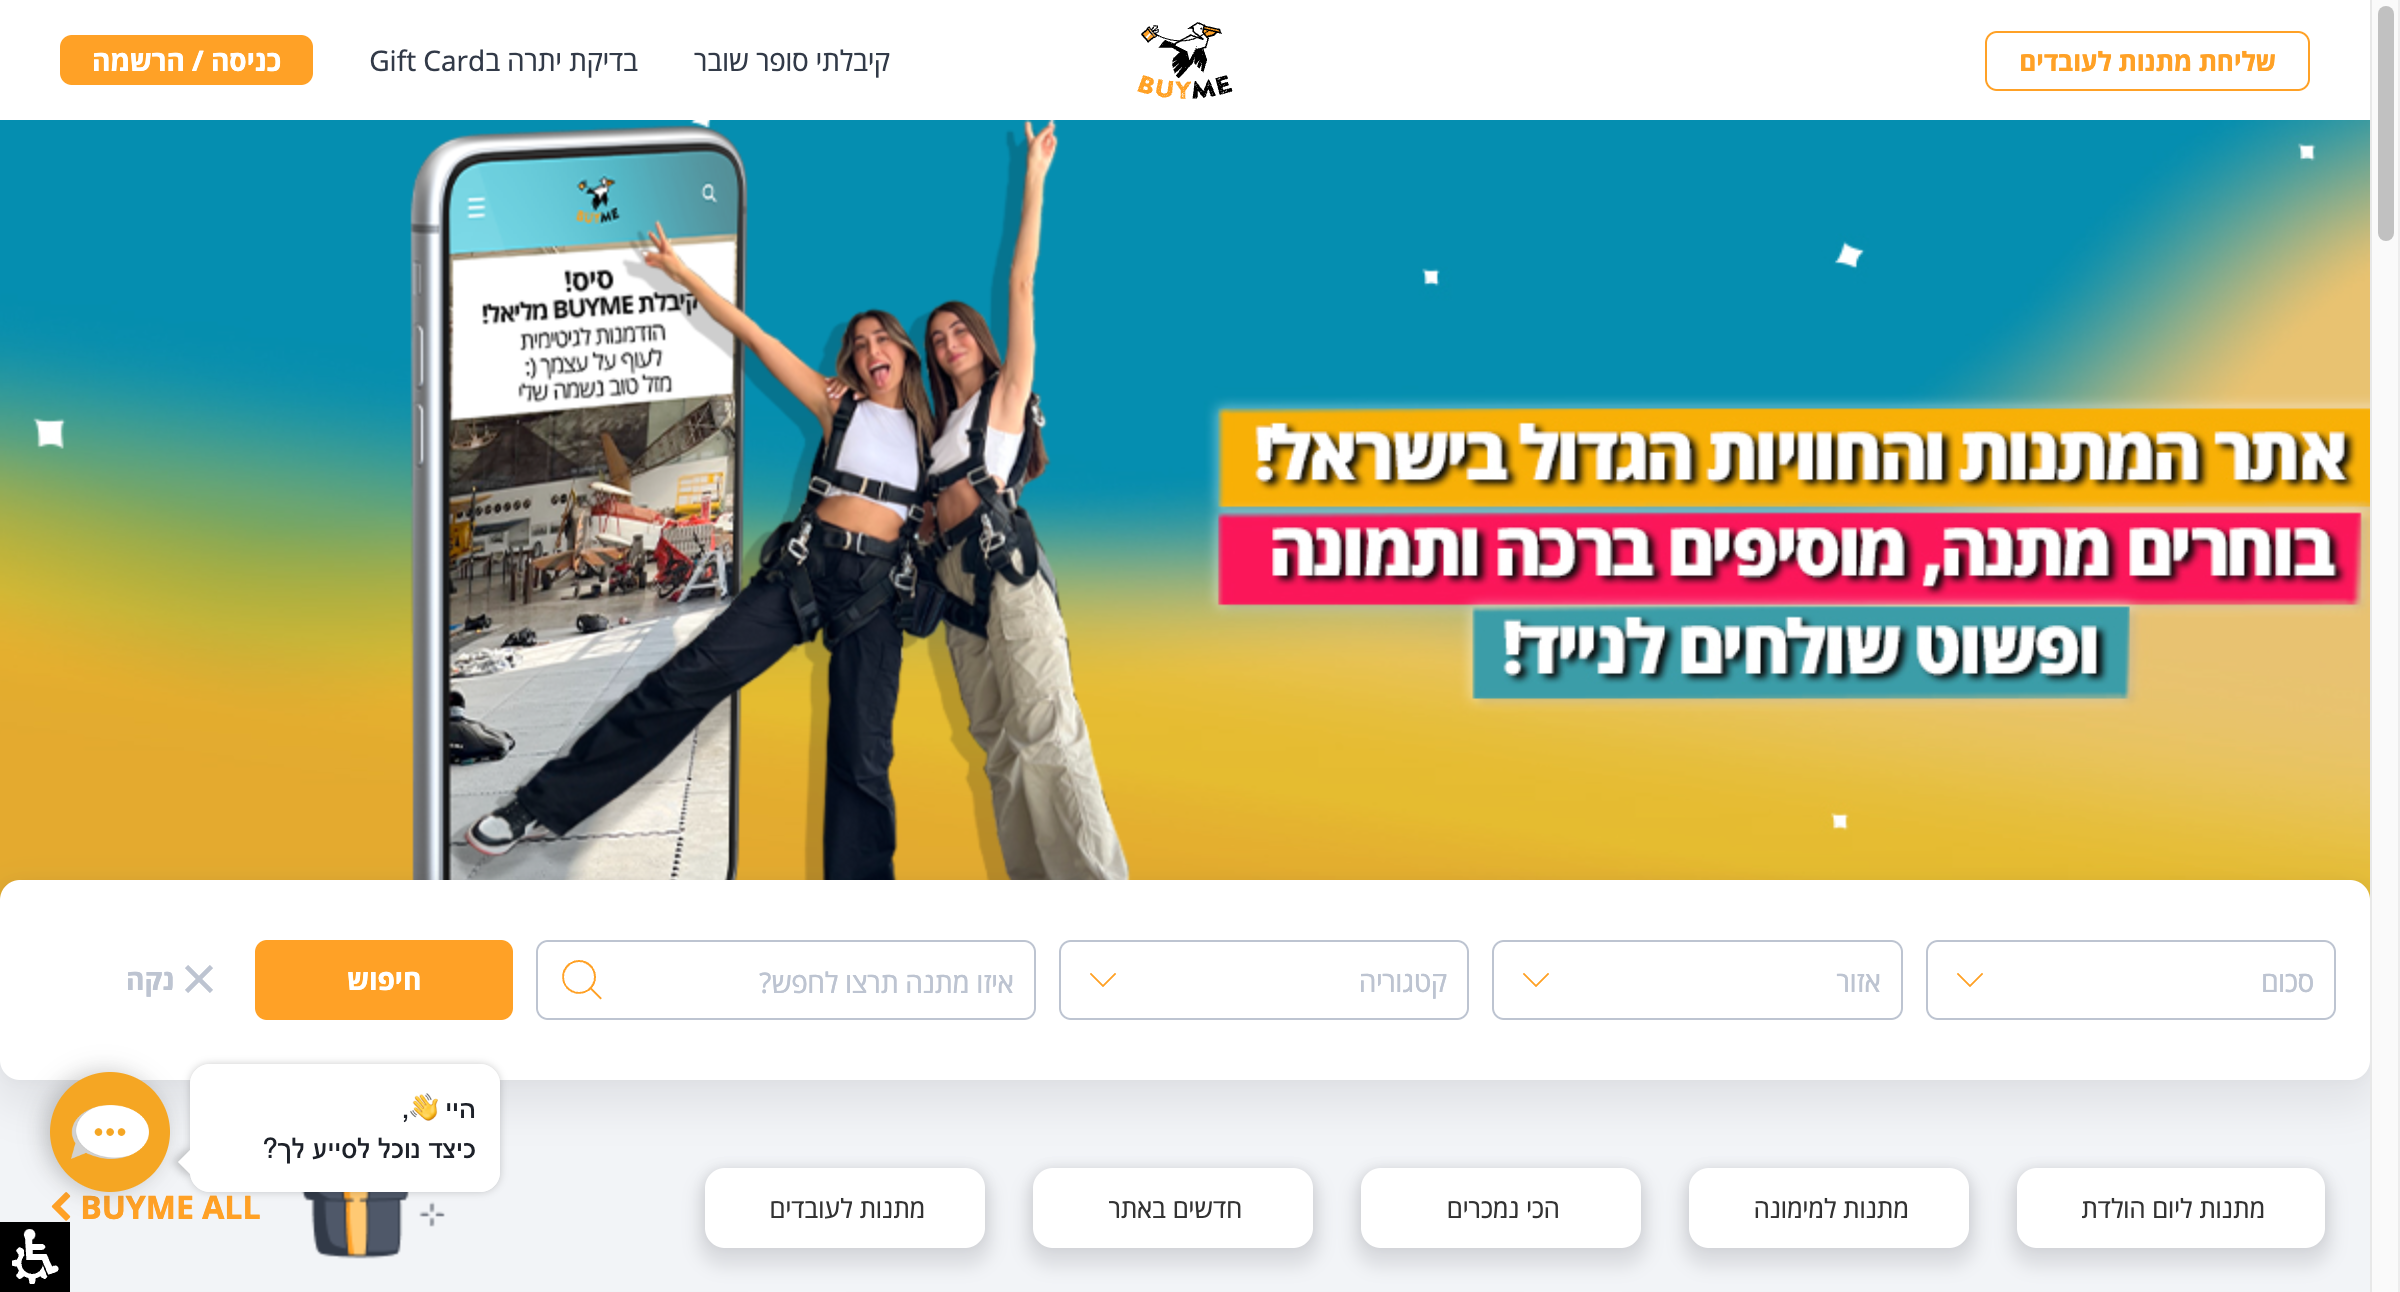 שליחת מתנות לעובדים
BUYME
קיבלתי סופר שובר
בדיקת יתרה בGift Card
כניסה / הרשמה
BUYME
סיס!
קיבלת BUYME מליאל!
הזדמנות לגיטימית
לעוף על עצמך (:
מזל טוב נשמה שלי
אתר המתנות והחוויות הגדול בישראל!
בוחרים מתנה, מוסיפים ברכה ותמונה
ופשוט שולחים לנייד!
סכום
אזור
קטגוריה
איזו מתנה תרצו לחפש?
חיפוש
נקה
היי 👋,
כיצד נוכל לסייע לך?
מתנות ליום הולדת
מתנות למימונה
הכי נמכרים
חדשים באתר
מתנות לעובדים
BUYME ALL